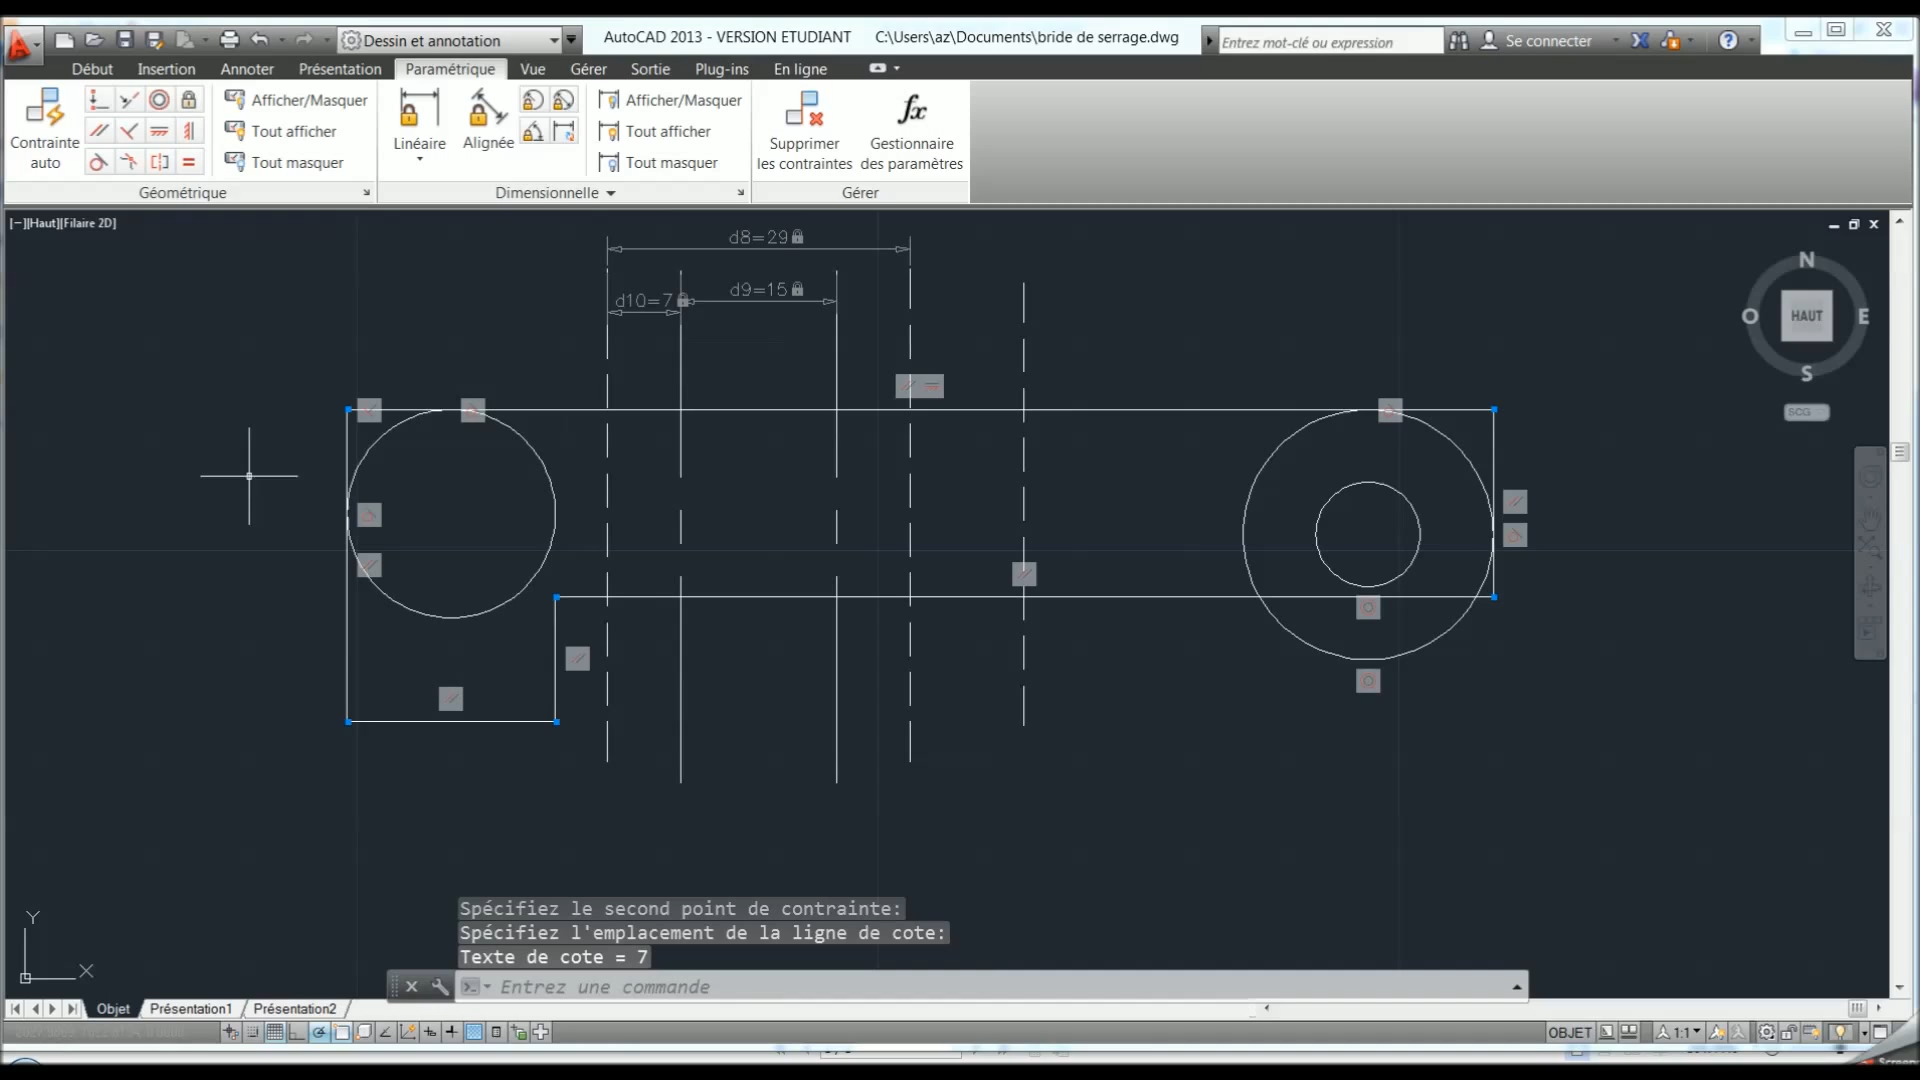 Dessin et annotation
AutoCAD 2013 - VERSION ETUDIANT C:\Users\az\Documents\bride de serrage.dwg
Entrez mot-clé ou expression
Se connecter
Début Insertion Annoter Présentation Paramétrique Vue Gérer Sortie Plug-ins En ligne
Contrainte auto
Afficher/Masquer
Tout afficher
Tout masquer
Linéaire
Alignée
Afficher/Masquer
Tout afficher
Tout masquer
Supprimer les contraintes
fx
Gestionnaire des paramètres
Géométrique
Dimensionnelle
Gérer
[−][Haut][Filaire 2D]
d8=29
d9=15
d10=7
N
O HAUT E
S
SCG
Spécifiez le second point de contrainte:
Spécifiez l'emplacement de la ligne de cote:
Texte de cote = 7
Entrez une commande
Y
X
Objet Présentation1 Présentation2
OBJET
1:1